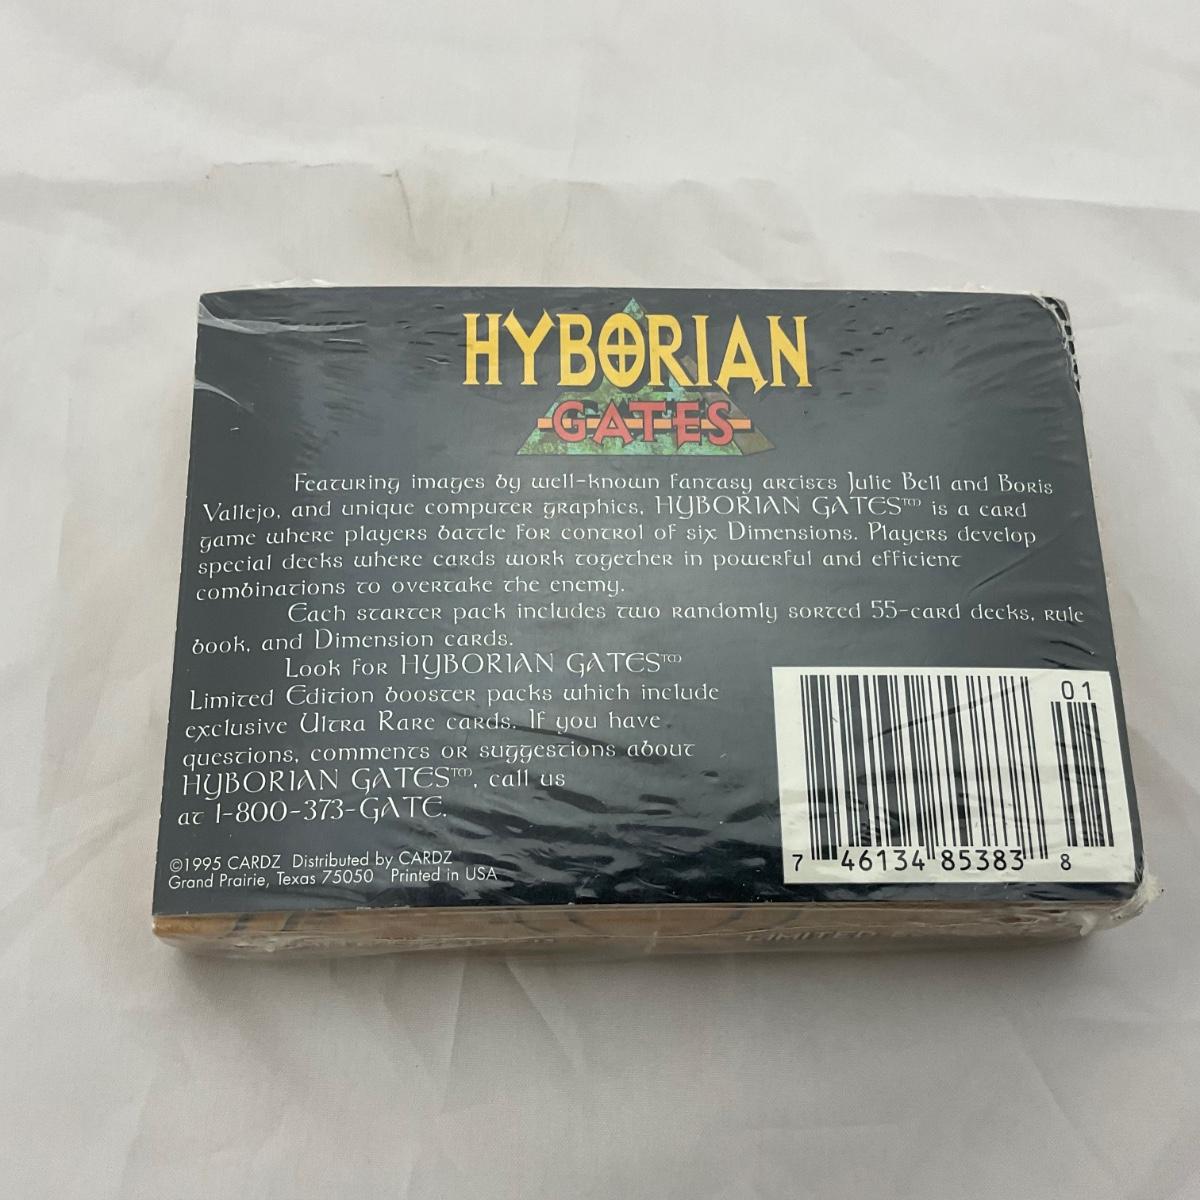 HYBORIAN
GATES
Featuring images by well-known fantasy artists Julie Bell and Boris
Vallejo, and unique computer graphics, HYBORIAN GATES™ is a card
game where players battle for control of six Dimensions. Players develop
special decks where cards work together in powerful and efficient
combinations to overtake the enemy.
Each starter pack includes two randomly sorted 55-card decks, rule
book, and Dimension cards.
Look for HYBORIAN GATES™
Limited Edition booster packs which include
exclusive Ultra Rare cards. If you have
questions, comments or suggestions about
HYBORIAN GATES™, call us
at 1-800-373-GATE.
©1995 CARDZ Distributed by CARDZ
Grand Prairie, Texas 75050 Printed in USA
01
7 46134 85383 8
LIMITED